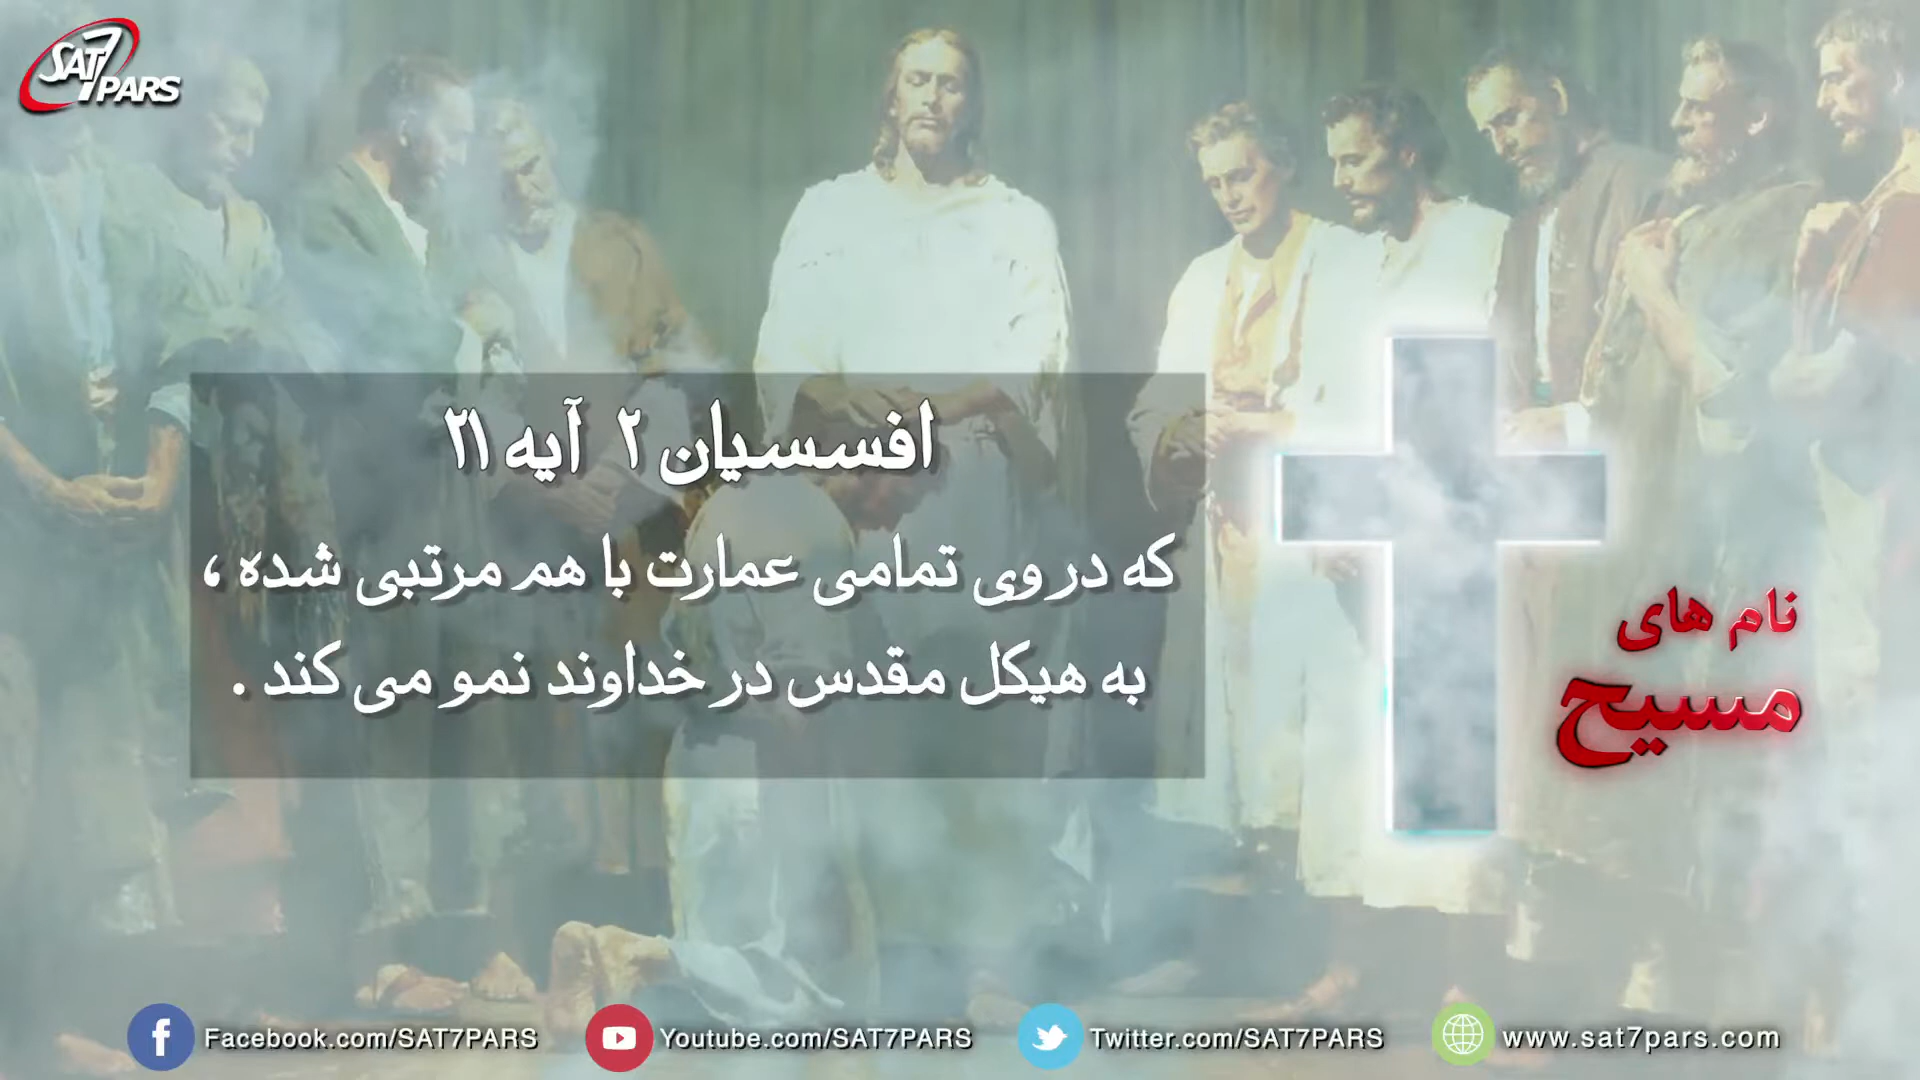 SAT7 PARS
افسسیان ۲ آیه ۲۱
که در وی تمامی عمارت با هم مرتبی شده ،
به هیکل مقدس در خداوند نمو می کند .
نام های
مسیح
Facebook.com/SAT7PARS
Youtube.com/SAT7PARS
Twitter.com/SAT7PARS
www.sat7pars.com